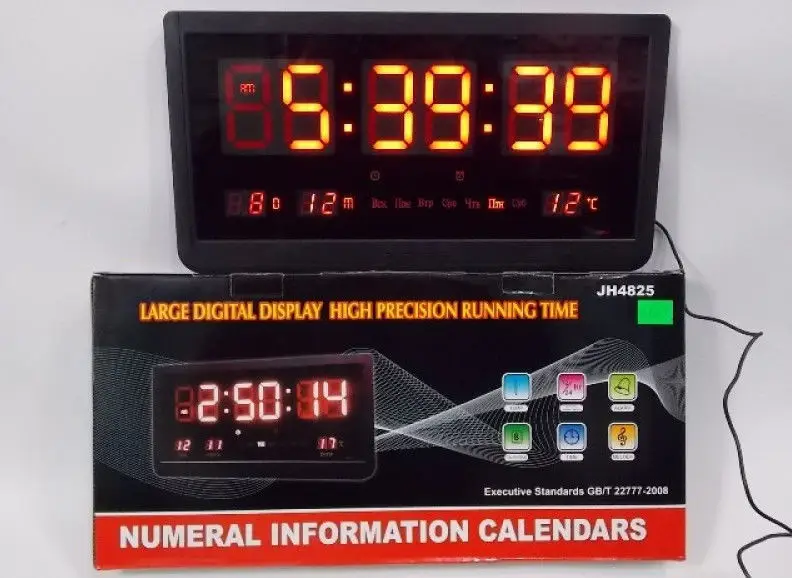 AM 5:39:39
8 D 12 M Вск Пнд Втр Срд Чтв Птн Суб 12 °C
JH4825
LARGE DIGITAL DISPLAY HIGH PRECISION RUNNING TIME
2:50:14
12 11 17 °C
Executive Standards GB/T 22777-2008
NUMERAL INFORMATION CALENDARS